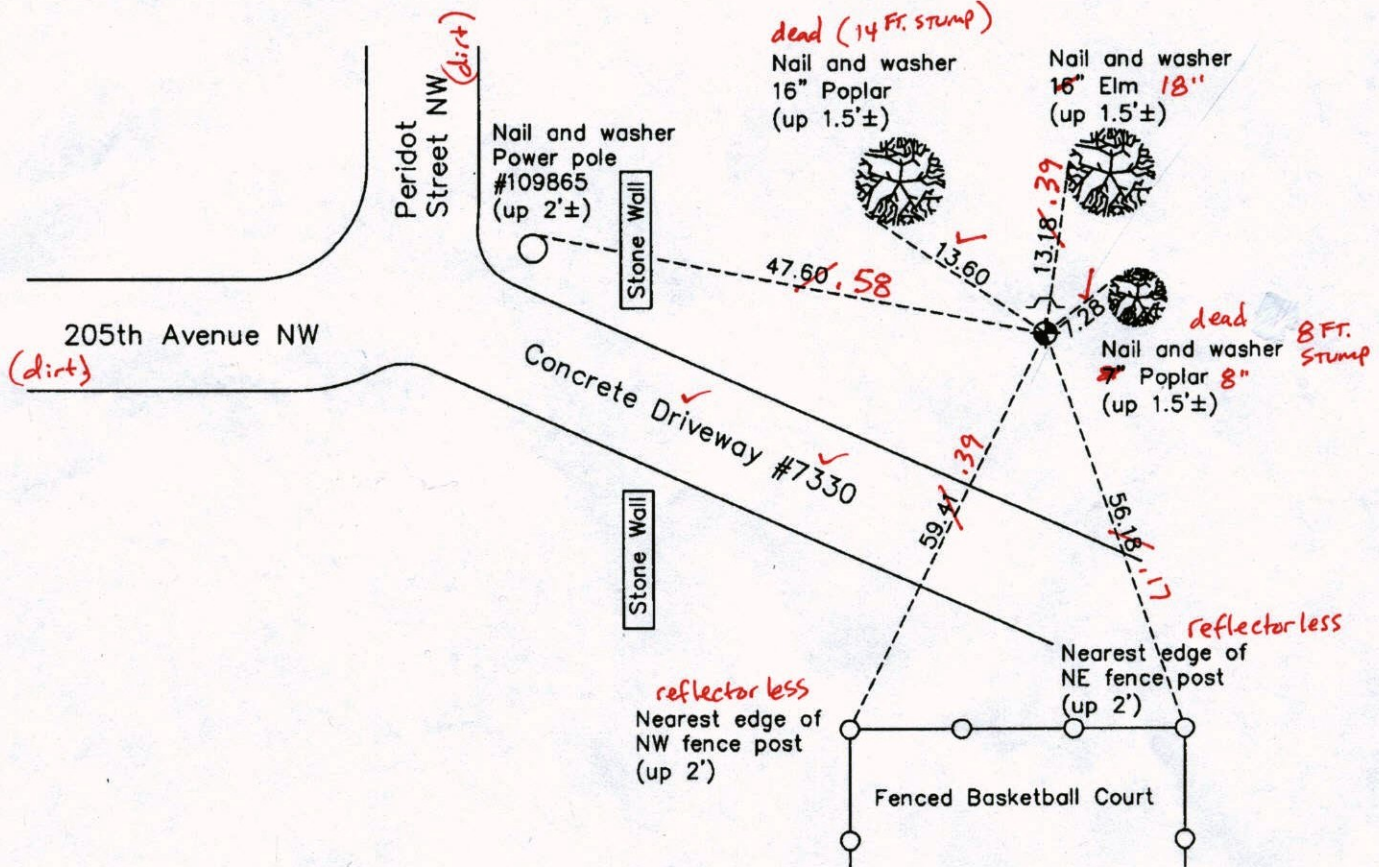 dead (14 FT. STUMP)
Nail and washer
16" Poplar
(up 1.5'±)
Nail and washer
16" Elm 18"
(up 1.5'±)
(dirt)
Peridot
Street NW
Nail and washer
Power pole
#109865
(up 2'±)
Stone Wall
47.60 .58
13.60
13.18 .39
7.28
dead
Nail and washer
7" Poplar 8"
(up 1.5'±)
8 FT.
STUMP
205th Avenue NW
(dirt)
Concrete Driveway #7330
59.41 .39
56.18 .17
Stone Wall
reflectorless
Nearest edge of
NE fence post
(up 2')
reflectorless
Nearest edge of
NW fence post
(up 2')
Fenced Basketball Court